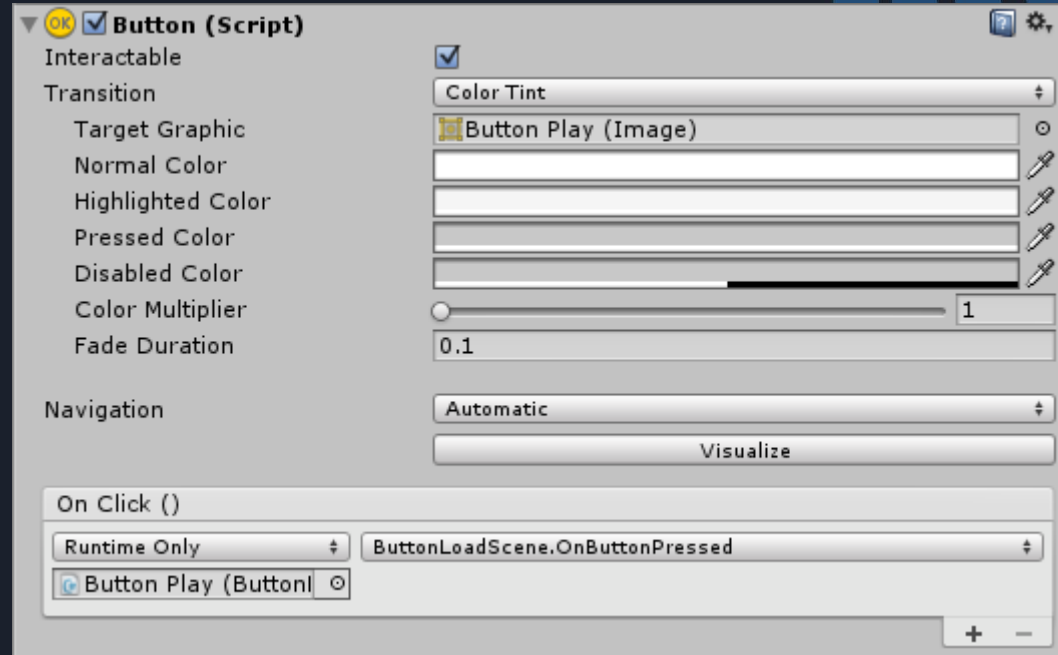 OK Button (Script)
Interactable
Transition Color Tint
Target Graphic Button Play (Image)
Normal Color
Highlighted Color
Pressed Color
Disabled Color
Color Multiplier 1
Fade Duration 0.1
Navigation Automatic
Visualize
On Click ()
Runtime Only ButtonLoadScene.OnButtonPressed
Button Play (Buttonl